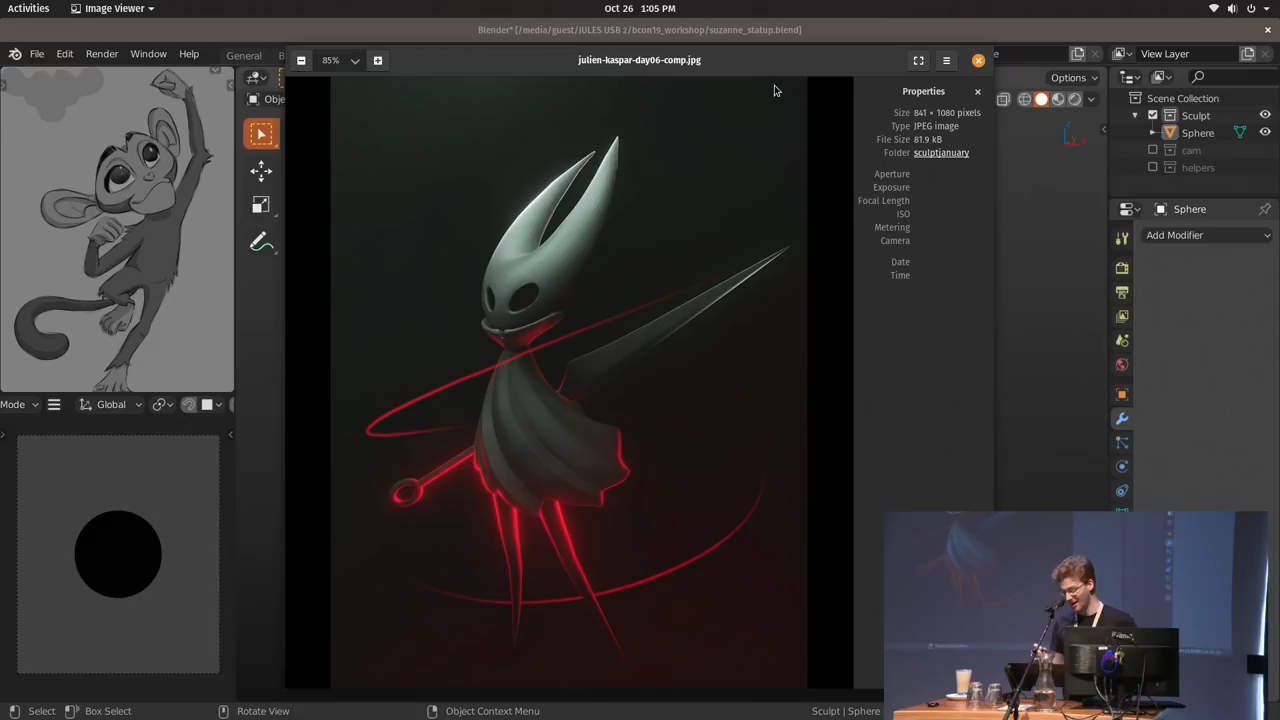 Activities
Image Viewer
Oct 26 1:05 PM
Blender* [/media/guest/JULES USB 2/bcon19_workshop/suzanne_statup.blend]
File Edit Render Window Help General
View Layer
85%
julien-kaspar-day06-comp.jpg
Options
Obje
Properties
Size 841 × 1080 pixels
Type JPEG image
File Size 81.9 kB
Folder sculptjanuary
Aperture
Exposure
Focal Length
ISO
Metering
Camera
Date
Time
Scene Collection
Sculpt
Sphere
cam
helpers
Sphere
Add Modifier
Mode
Global
Select Box Select Rotate View Object Context Menu
Sculpt | Sphere